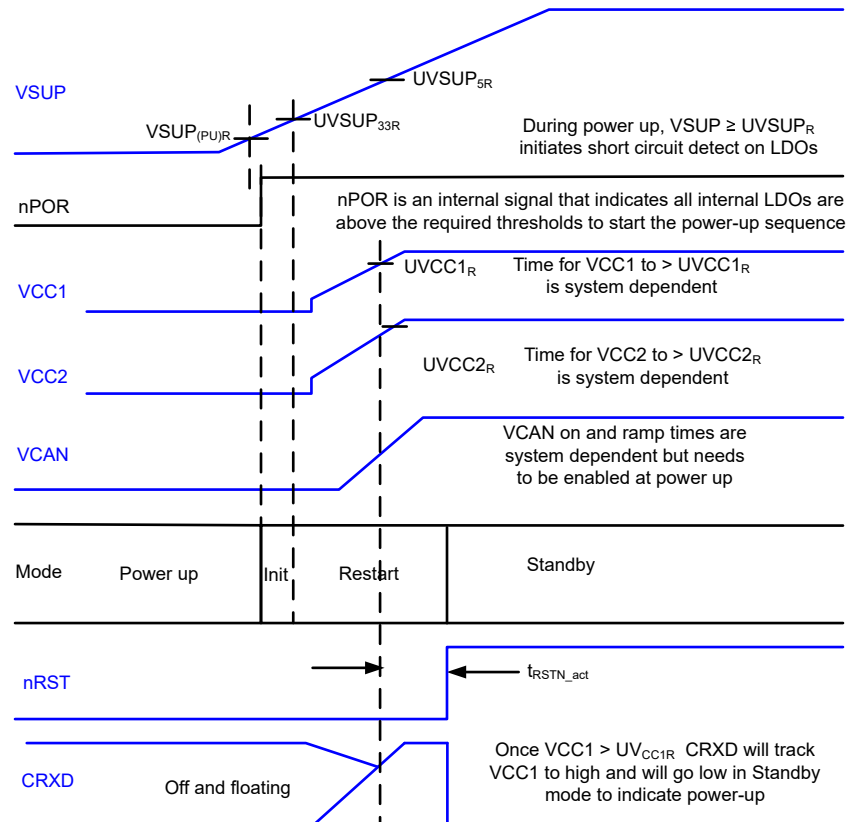 UVSUP5R
VSUP
VSUP(PU)R
UVSUP33R
During power up, VSUP ≥ UVSUPR
initiates short circuit detect on LDOs
nPOR
nPOR is an internal signal that indicates all internal LDOs are
above the required thresholds to start the power-up sequence
VCC1
UVCC1R
Time for VCC1 to > UVCC1R
is system dependent
VCC2
UVCC2R
Time for VCC2 to > UVCC2R
is system dependent
VCAN
VCAN on and ramp times are
system dependent but needs
to be enabled at power up
Mode
Power up
Init
Restart
Standby
nRST
tRSTN_act
CRXD
Off and floating
Once VCC1 > UVCC1R CRXD will track
VCC1 to high and will go low in Standby
mode to indicate power-up